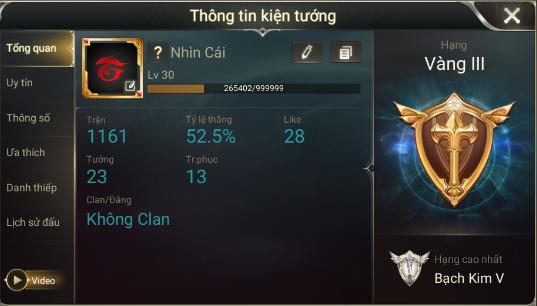 Thông tin kiện tướng
Tổng quan
Uy tín
Thông số
Ưa thích
Danh thiếp
Lịch sử đấu
Video
? Nhìn Cái
Lv 30
265402/999999
Trận
1161
Tỷ lệ thắng
52.5%
Like
28
Tướng
23
Tr.phục
13
Clan/Đảng
Không Clan
Hạng
Vàng III
Hạng cao nhất
Bạch Kim V